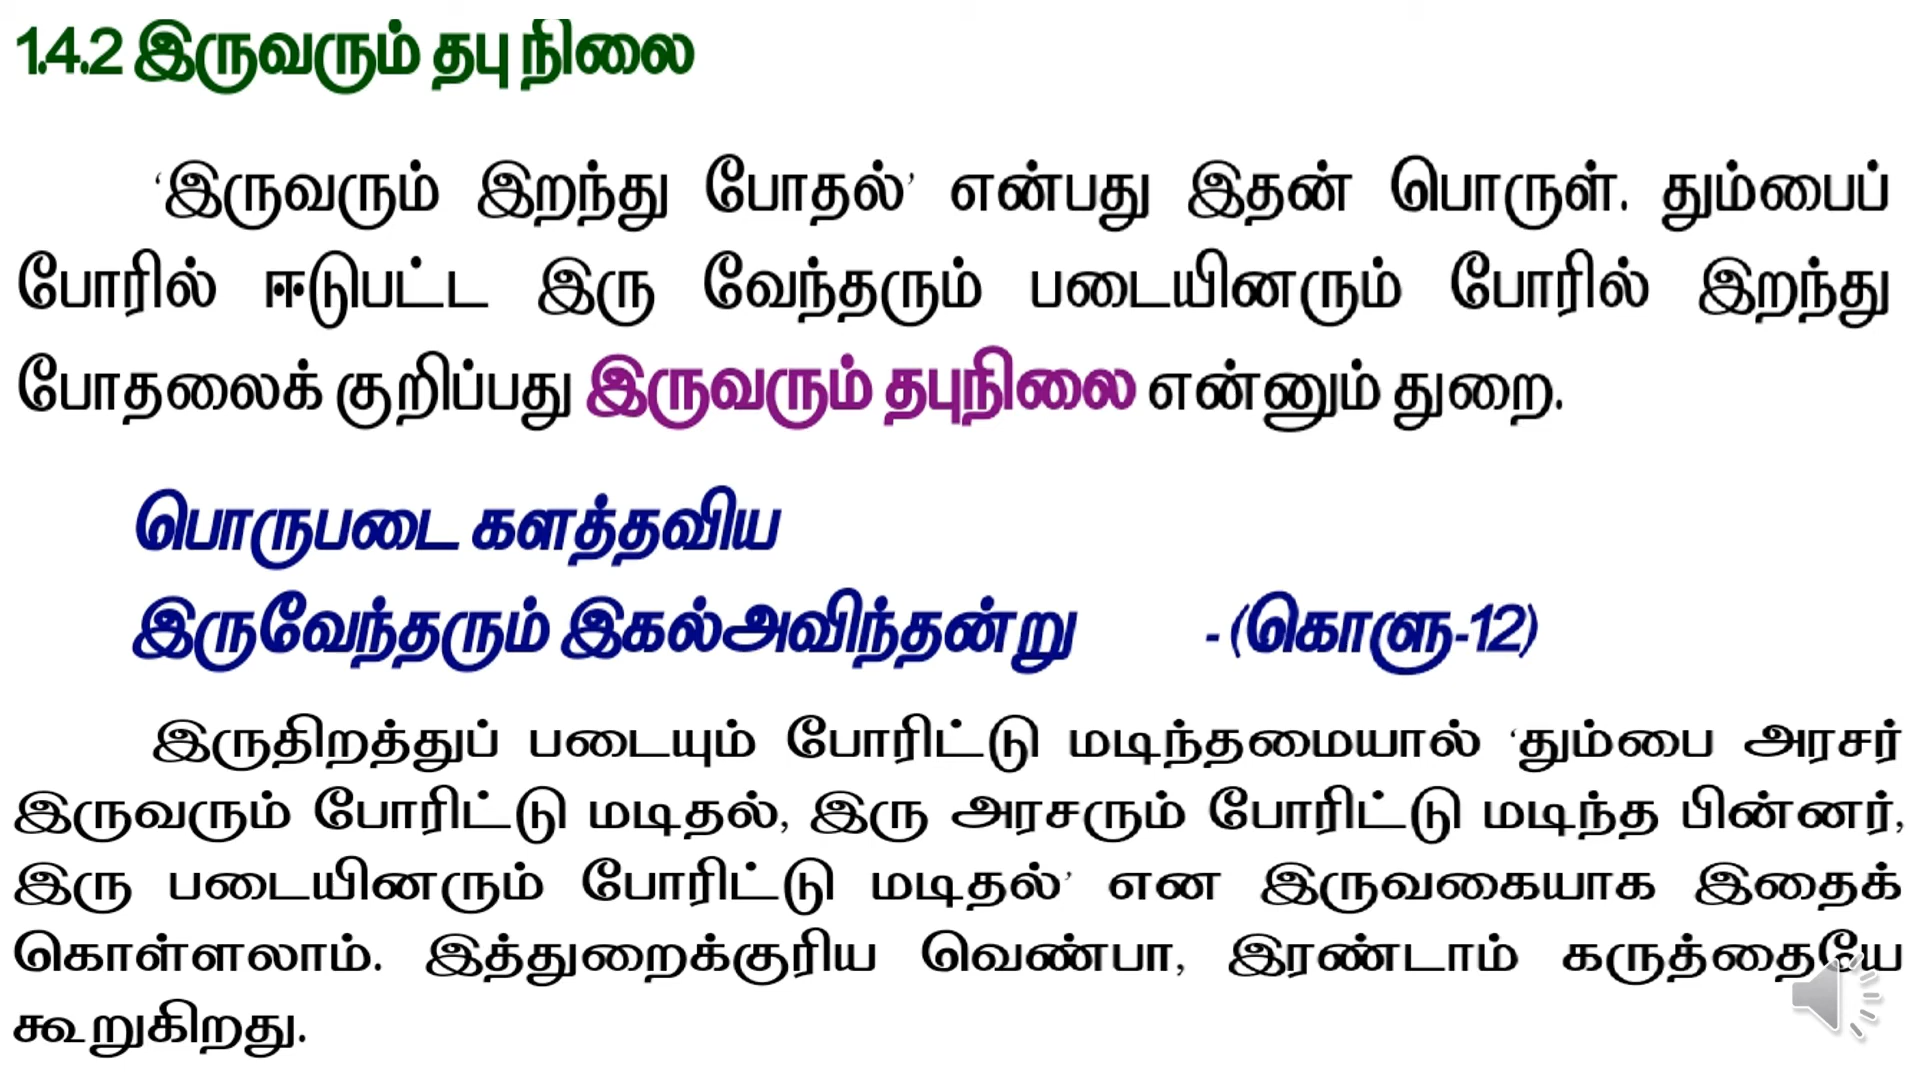 1.4.2 இருவரும் தபு நிலை
‘இருவரும் இறந்து போதல்’ என்பது இதன் பொருள். தும்பைப்
போரில் ஈடுபட்ட இரு வேந்தரும் படையினரும் போரில் இறந்து
போதலைக் குறிப்பது இருவரும் தபுநிலை என்னும் துறை.
பொருபடை களத்தவிய
இருவேந்தரும் இகல்அவிந்தன்று - (கொளு-12)
இருதிறத்துப் படையும் போரிட்டு மடிந்தமையால் ‘தும்பை அரசர்
இருவரும் போரிட்டு மடிதல், இரு அரசரும் போரிட்டு மடிந்த பின்னர்,
இரு படையினரும் போரிட்டு மடிதல்’ என இருவகையாக இதைக்
கொள்ளலாம். இத்துறைக்குரிய வெண்பா, இரண்டாம் கருத்தையே
கூறுகிறது.